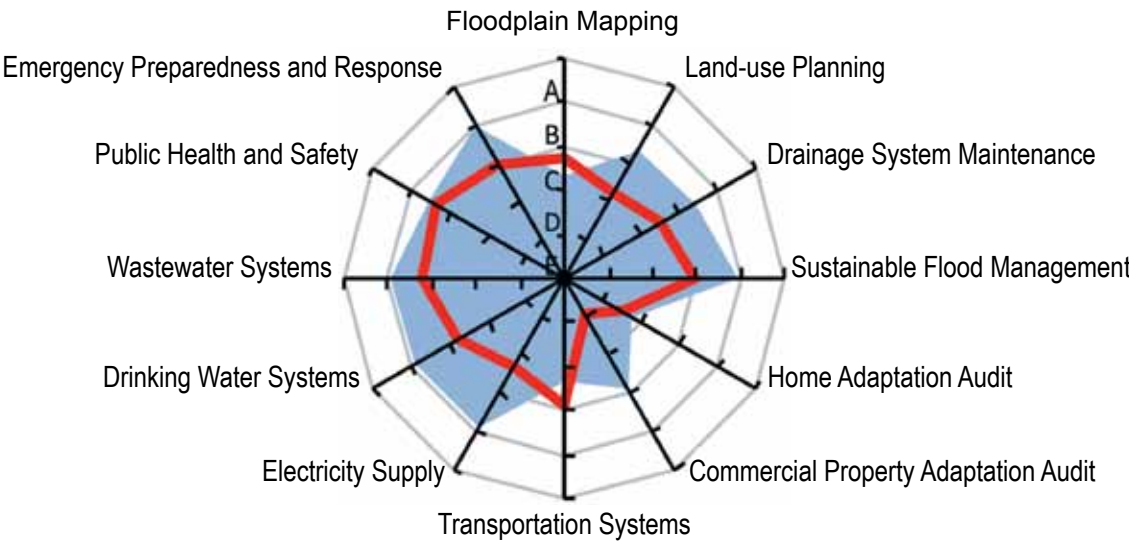 Floodplain Mapping
Emergency Preparedness and Response
Land-use Planning
A
B
Public Health and Safety
Drainage System Maintenance
C
D
Wastewater Systems
E
Sustainable Flood Management
Drinking Water Systems
Home Adaptation Audit
Electricity Supply
Commercial Property Adaptation Audit
Transportation Systems